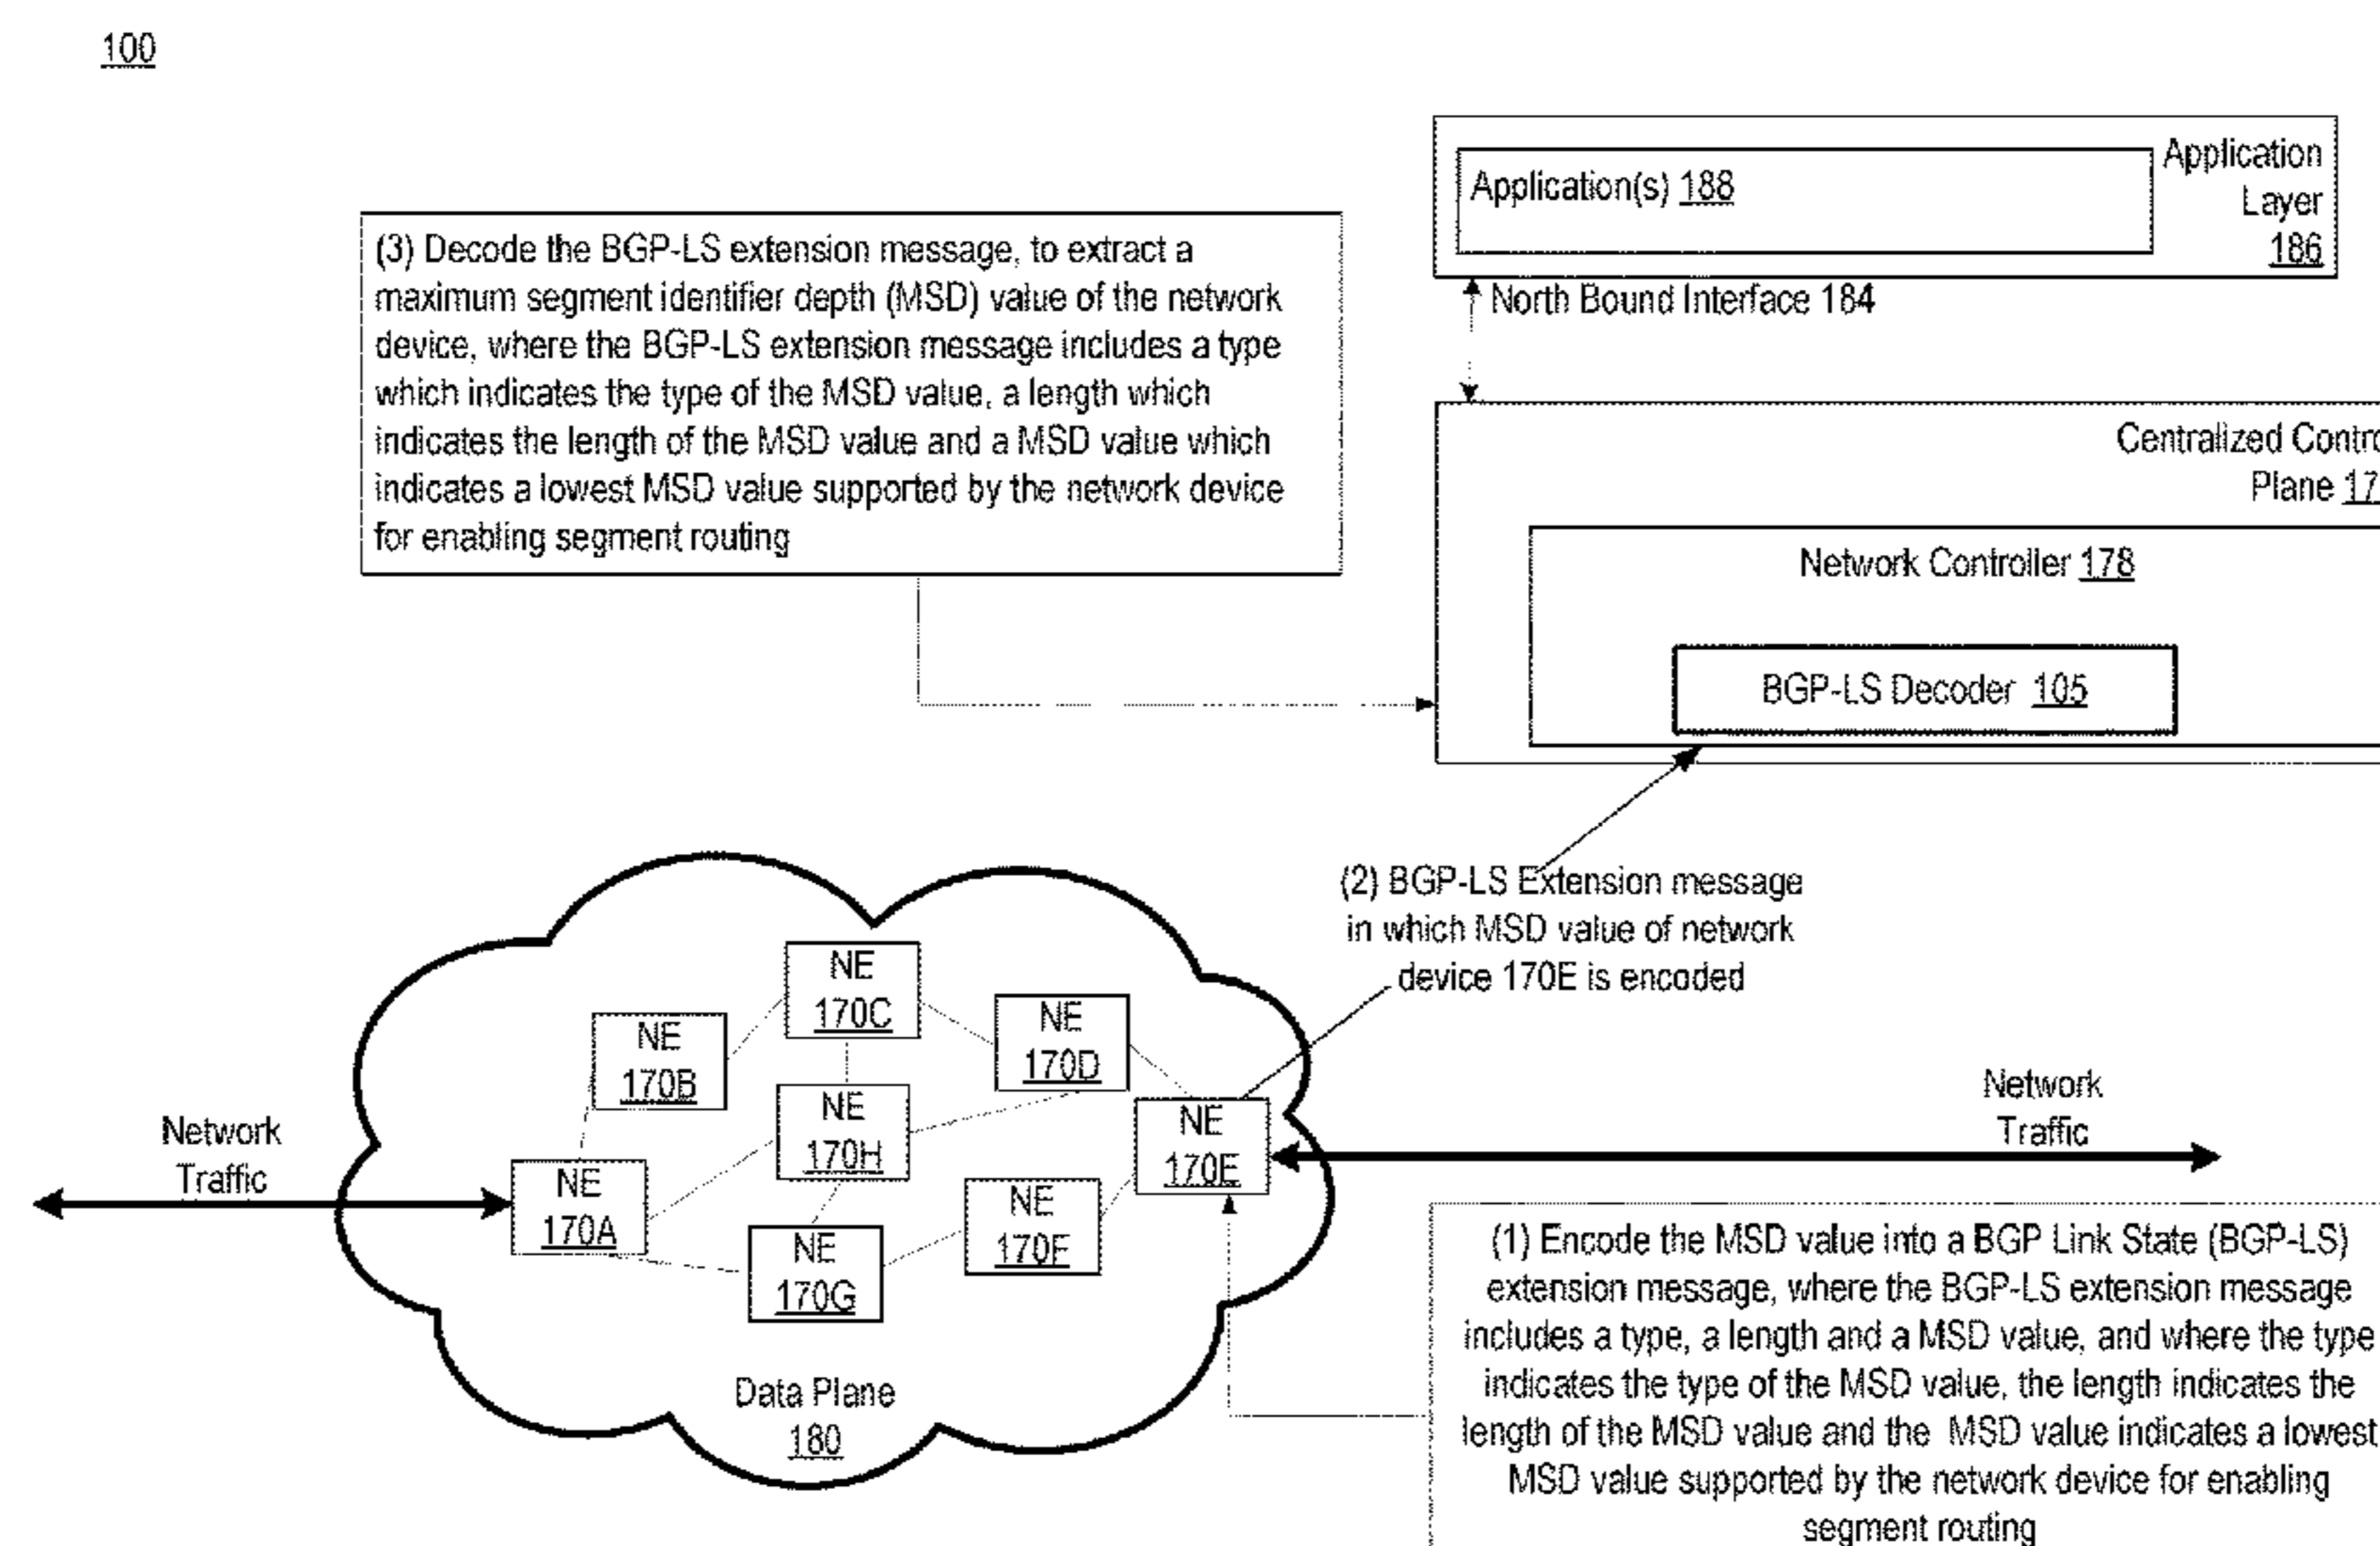 100
Application(s) 188
Application
Layer
186
(3) Decode the BGP-LS extension message, to extract a
maximum segment identifier depth (MSD) value of the network
device, where the BGP-LS extension message includes a type
which indicates the type of the MSD value, a length which
indicates the length of the MSD value and a MSD value which
indicates a lowest MSD value supported by the network device
for enabling segment routing
North Bound Interface 184
Centralized Contro
Plane 17
Network Controller 178
BGP-LS Decoder 105
(2) BGP-LS Extension message
in which MSD value of network
device 170E is encoded
NE
170C
NE
170B
NE
170D
NE
170H
NE
170E
NE
170A
NE
170F
NE
170G
Network
Traffic
Network
Traffic
Data Plane
180
(1) Encode the MSD value into a BGP Link State (BGP-LS)
extension message, where the BGP-LS extension message
includes a type, a length and a MSD value, and where the type
indicates the type of the MSD value, the length indicates the
length of the MSD value and the MSD value indicates a lowest
MSD value supported by the network device for enabling
segment routing